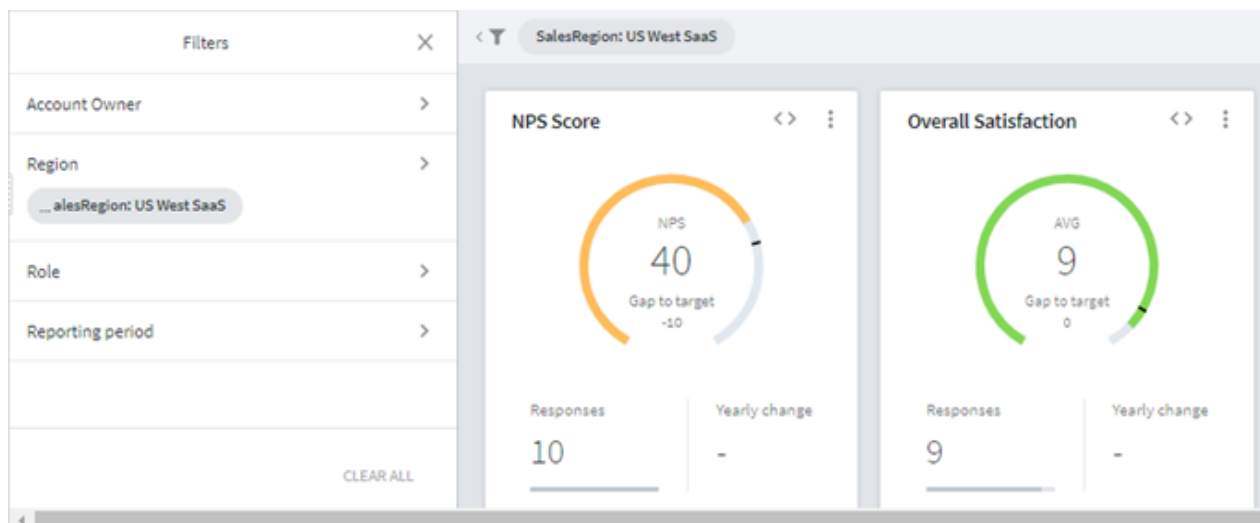 Filters
Account Owner
Region
... alesRegion: US West SaaS
Role
Reporting period
CLEAR ALL
SalesRegion: US West SaaS
NPS Score
NPS
40
Gap to target
-10
Responses
Yearly change
10
-
Overall Satisfaction
AVG
9
Gap to target
0
Responses
Yearly change
9
-